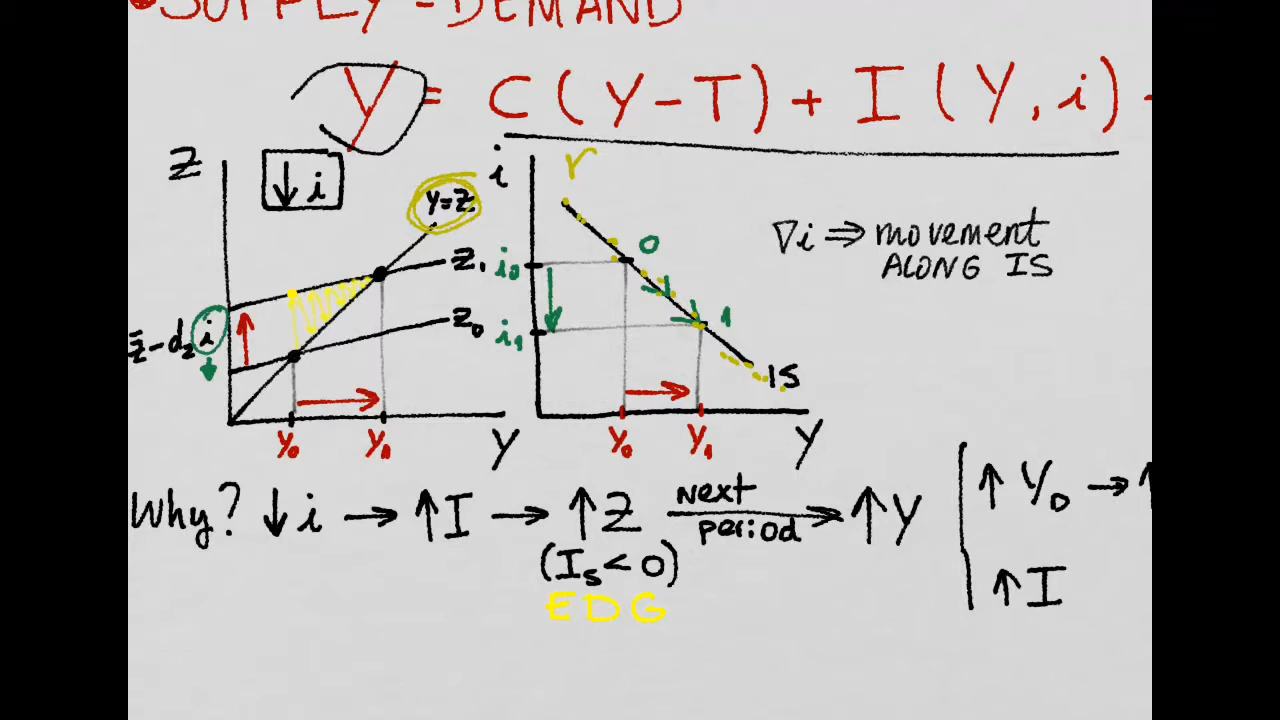 SUPPLY-DEMAND
Y = C(Y-T) + I(Y,i)
Z
↓i
Y=Z
Z₁
Z₀
z̄-d₂i
Y₀
Y₁
Y
i
r
i₀
i₁
0
1
IS
Y₀
Y₁
Y
∇i ⇒ movement
ALONG IS
Why? ↓i → ↑I → ↑Z next period → ↑Y
(Iₛ<0)
EDG
↑Y₀ → ↑
↑I